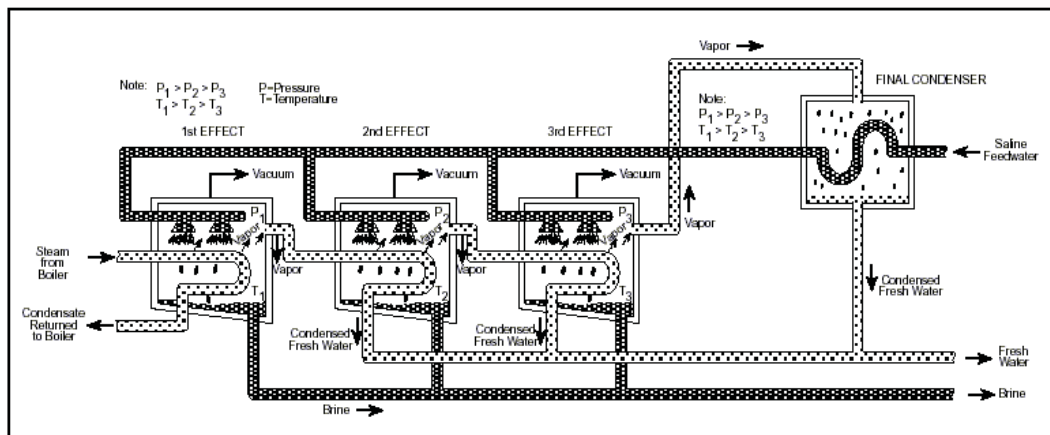 Vapor
FINAL CONDENSER
Note: P1 > P2 > P3
T1 > T2 > T3
P=Pressure
T=Temperature
Note:
P1 > P2 > P3
T1 > T2 > T3
1st EFFECT
2nd EFFECT
3rd EFFECT
Saline
Feedwater
Vacuum
Vacuum
Vacuum
P1
P2
P3
Vapor
Vapor
Vapor
Vapor
Steam
from
Boiler
Vapor
Vapor
T1
T2
T3
Condensed
Fresh Water
Condensate
Returned
to Boiler
Condensed
Fresh Water
Condensed
Fresh Water
Fresh
Water
Brine
Brine